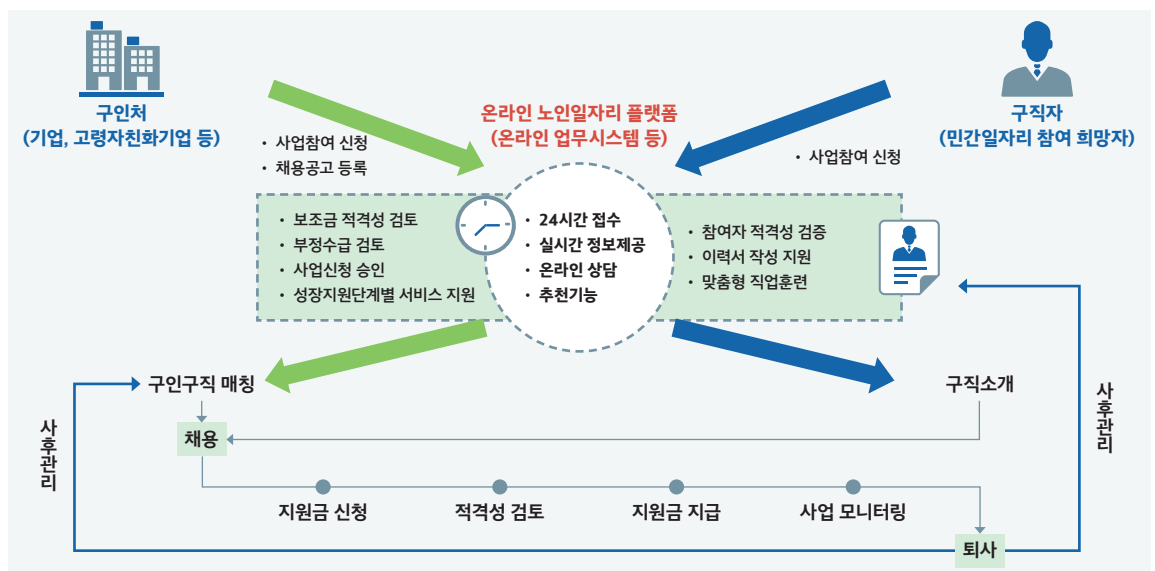 구인처
(기업, 고령자친화기업 등)
온라인 노인일자리 플랫폼
(온라인 업무시스템 등)
구직자
(민간일자리 참여 희망자)
• 사업참여 신청
• 채용공고 등록
• 사업참여 신청
• 보조금 적격성 검토
• 부정수급 검토
• 사업신청 승인
• 성장지원단계별 서비스 지원
• 24시간 접수
• 실시간 정보제공
• 온라인 상담
• 추천기능
• 참여자 적격성 검증
• 이력서 작성 지원
• 맞춤형 직업훈련
구인구직 매칭
구직소개
사후관리
사후관리
채용
지원금 신청
적격성 검토
지원금 지급
사업 모니터링
퇴사